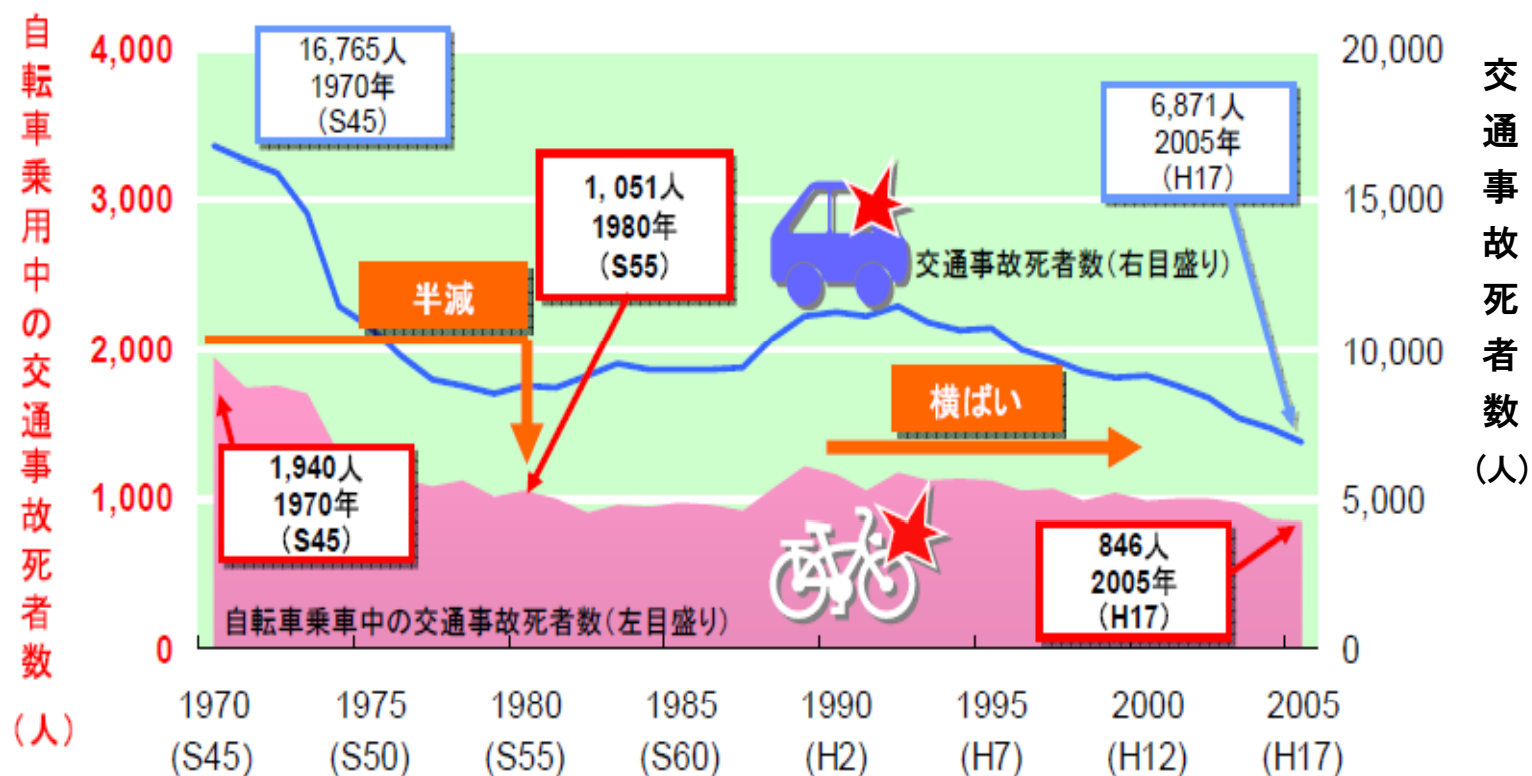 自転車乗用中の交通事故死者数(人)
4,000
3,000
2,000
1,000
0
16,765人
1970年
(S45)
1,051人
1980年
(S55)
6,871人
2005年
(H17)
20,000
15,000
10,000
5,000
0
交通事故死者数(人)
交通事故死者数(右目盛り)
半減
横ばい
1,940人
1970年
(S45)
846人
2005年
(H17)
自転車乗車中の交通事故死者数(左目盛り)
1970 1975 1980 1985 1990 1995 2000 2005
(S45) (S50) (S55) (S60) (H2) (H7) (H12) (H17)